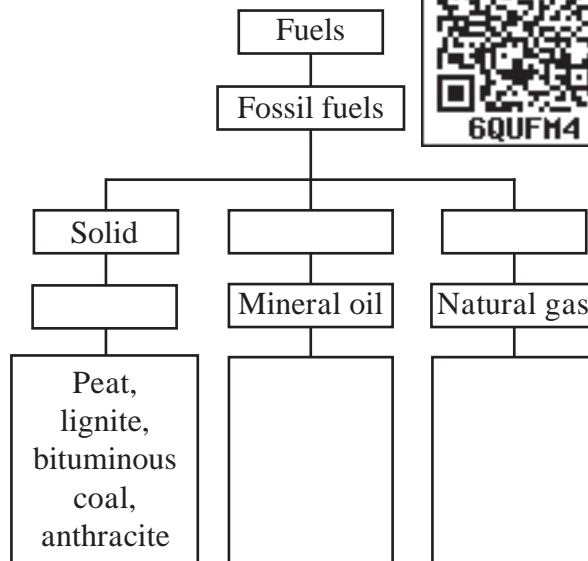 Fuels
6QUFM4
Fossil fuels
Solid
Mineral oil
Natural gas
Peat,
lignite,
bituminous
coal,
anthracite